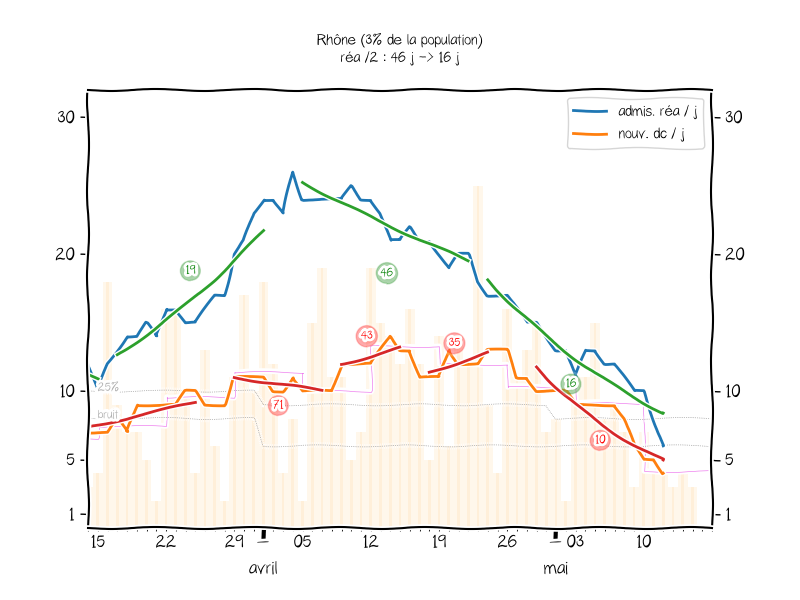 Rhône (3% de la population)
réa /2 : 46 j -> 16 j
admis. réa / j
nouv. dc / j
30
30
20
20
19
46
43
35
25%
10
10
16
71
bruit
10
5
5
1
1
15 22 29 05 12 19 26 03 10
avril mai